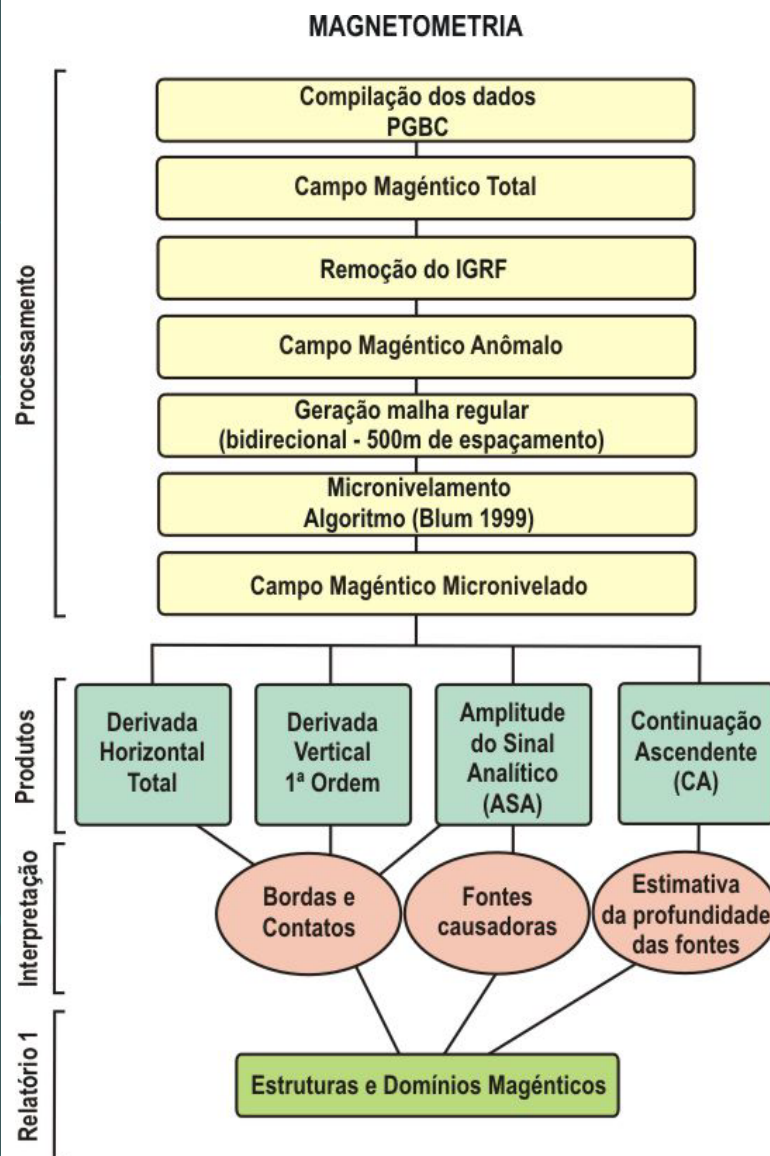 MAGNETOMETRIA
Processamento
Compilação dos dados
PGBC
Campo Magéntico Total
Remoção do IGRF
Campo Magéntico Anômalo
Geração malha regular
(bidirecional - 500m de espaçamento)
Micronivelamento
Algoritmo (Blum 1999)
Campo Magéntico Micronivelado
Produtos
Derivada
Horizontal
Total
Derivada
Vertical
1ª Ordem
Amplitude
do Sinal
Analítico
(ASA)
Continuação
Ascendente
(CA)
Interpretação
Bordas e
Contatos
Fontes
causadoras
Estimativa
da profundidade
das fontes
Relatório 1
Estruturas e Domínios Magénticos